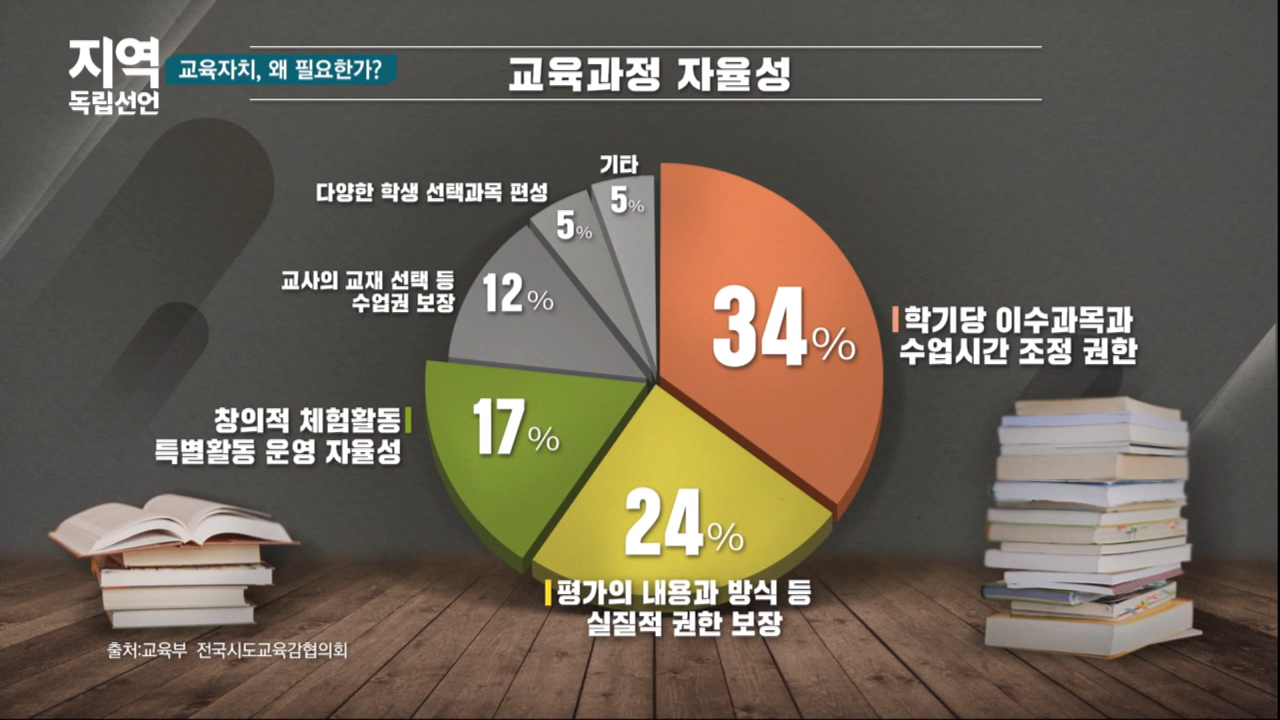 지역
독립선언
교육자치, 왜 필요한가?
교육과정 자율성
기타
5%
다양한 학생 선택과목 편성
5%
교사의 교재 선택 등
수업권 보장
12%
34%
학기당 이수과목과
수업시간 조정 권한
창의적 체험활동
특별활동 운영 자율성
17%
24%
평가의 내용과 방식 등
실질적 권한 보장
출처:교육부 전국시도교육감협의회